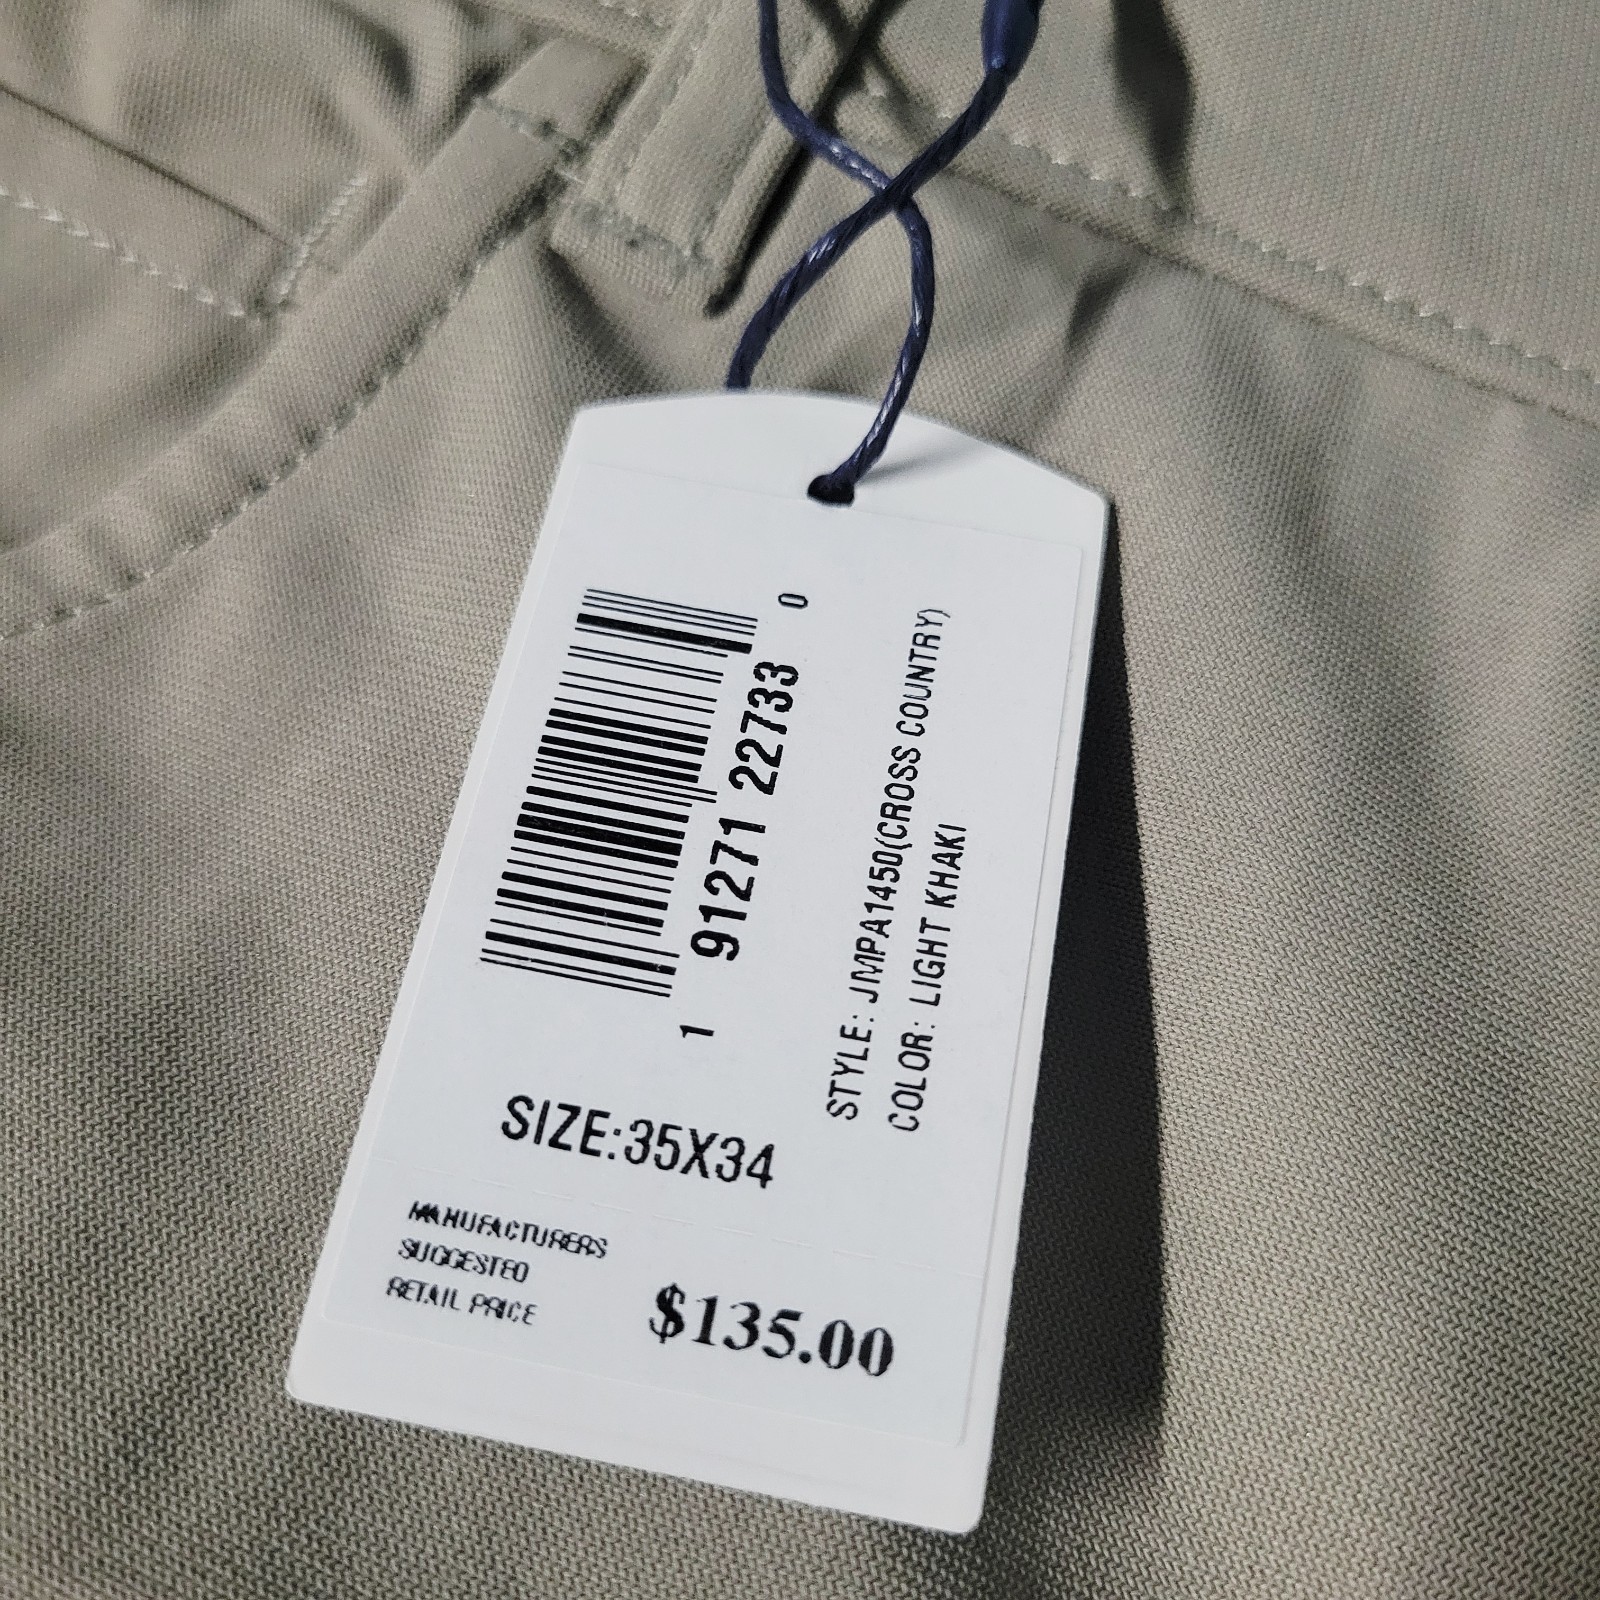 1 91271 22733 0
STYLE: JMPA1450(CROSS COUNTRY)
COLOR: LIGHT KHAKI
SIZE:35X34
MANUFACTURERS
SUGGESTED
RETAIL PRICE
$135.00